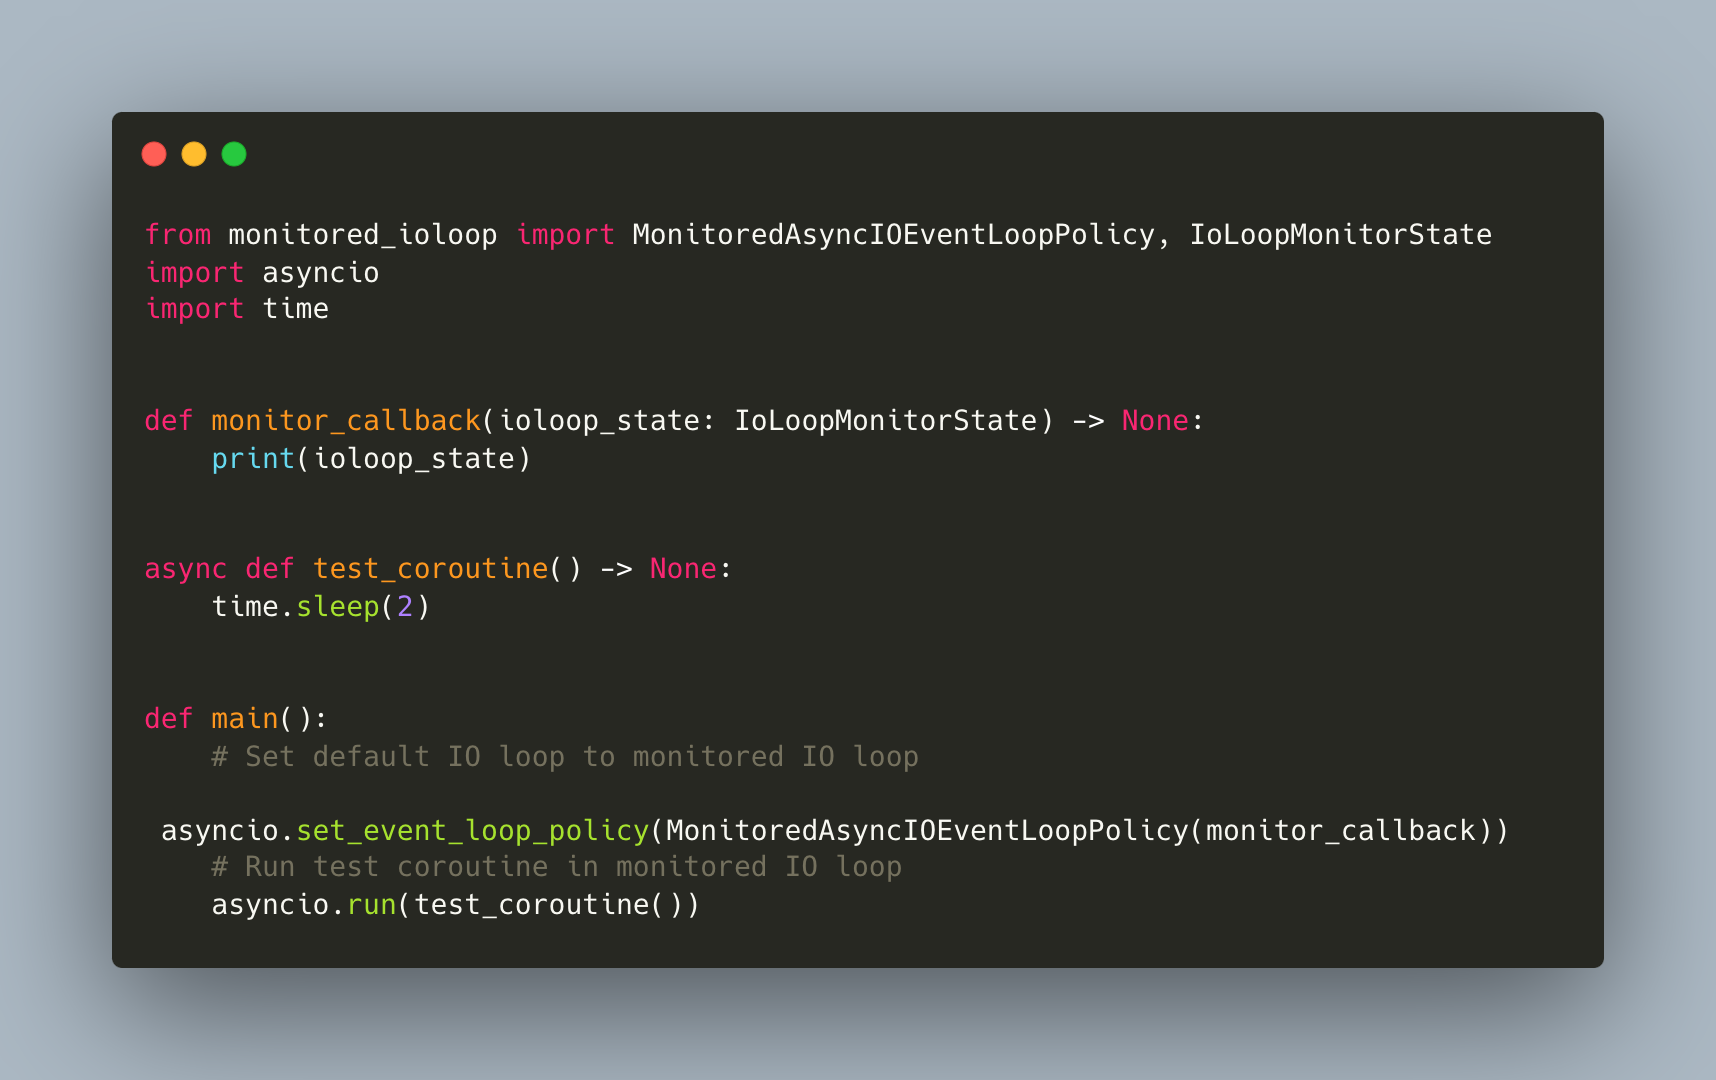 from monitored_ioloop import MonitoredAsyncIOEventLoopPolicy, IoLoopMonitorState
import asyncio
import time


def monitor_callback(ioloop_state: IoLoopMonitorState) -> None:
    print(ioloop_state)


async def test_coroutine() -> None:
    time.sleep(2)


def main():
    # Set default IO loop to monitored IO loop

 asyncio.set_event_loop_policy(MonitoredAsyncIOEventLoopPolicy(monitor_callback))
    # Run test coroutine in monitored IO loop
    asyncio.run(test_coroutine())